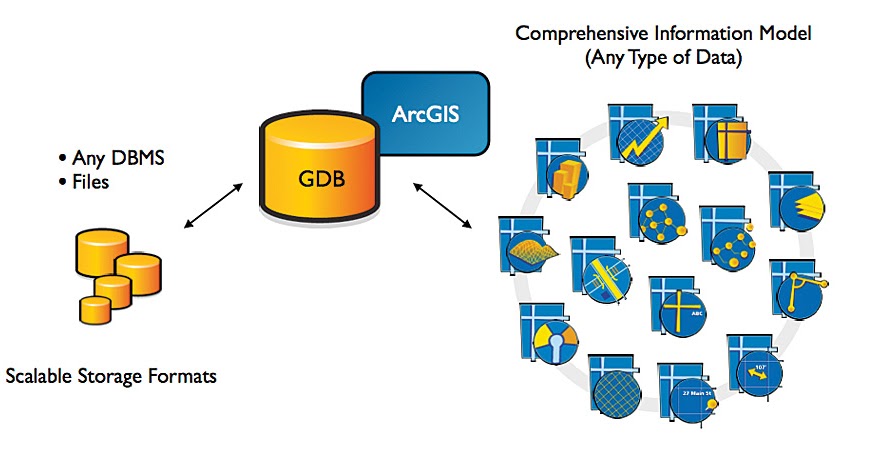 Comprehensive Information Model
(Any Type of Data)
ArcGIS
• Any DBMS
• Files
GDB
ABC
107'
27 Main St
Scalable Storage Formats